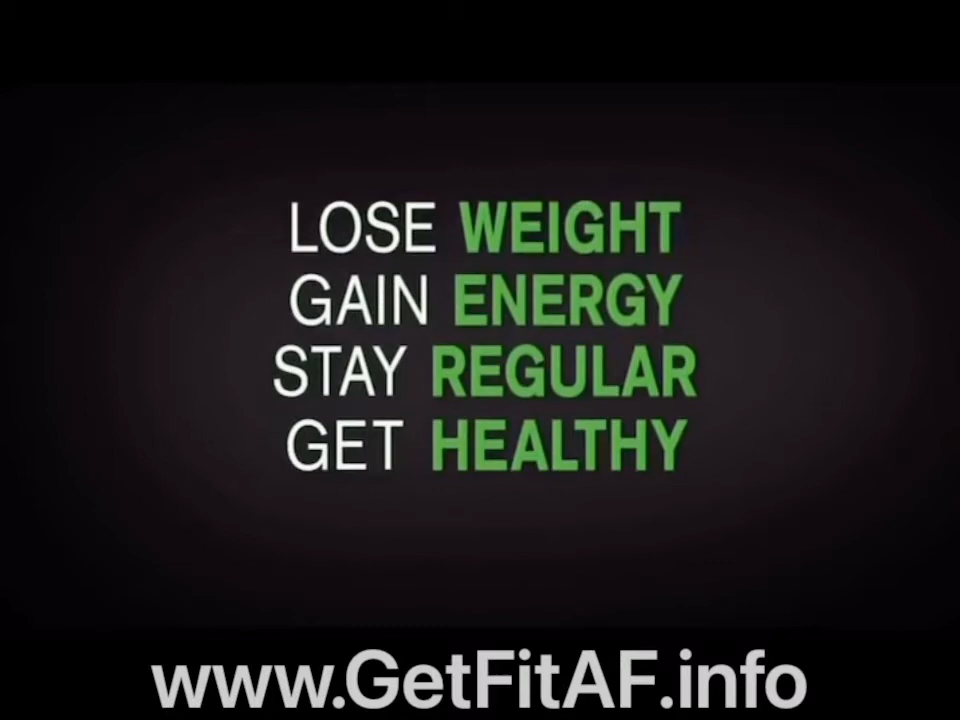 LOSE WEIGHT
GAIN ENERGY
STAY REGULAR
GET HEALTHY
www.GetFitAF.info